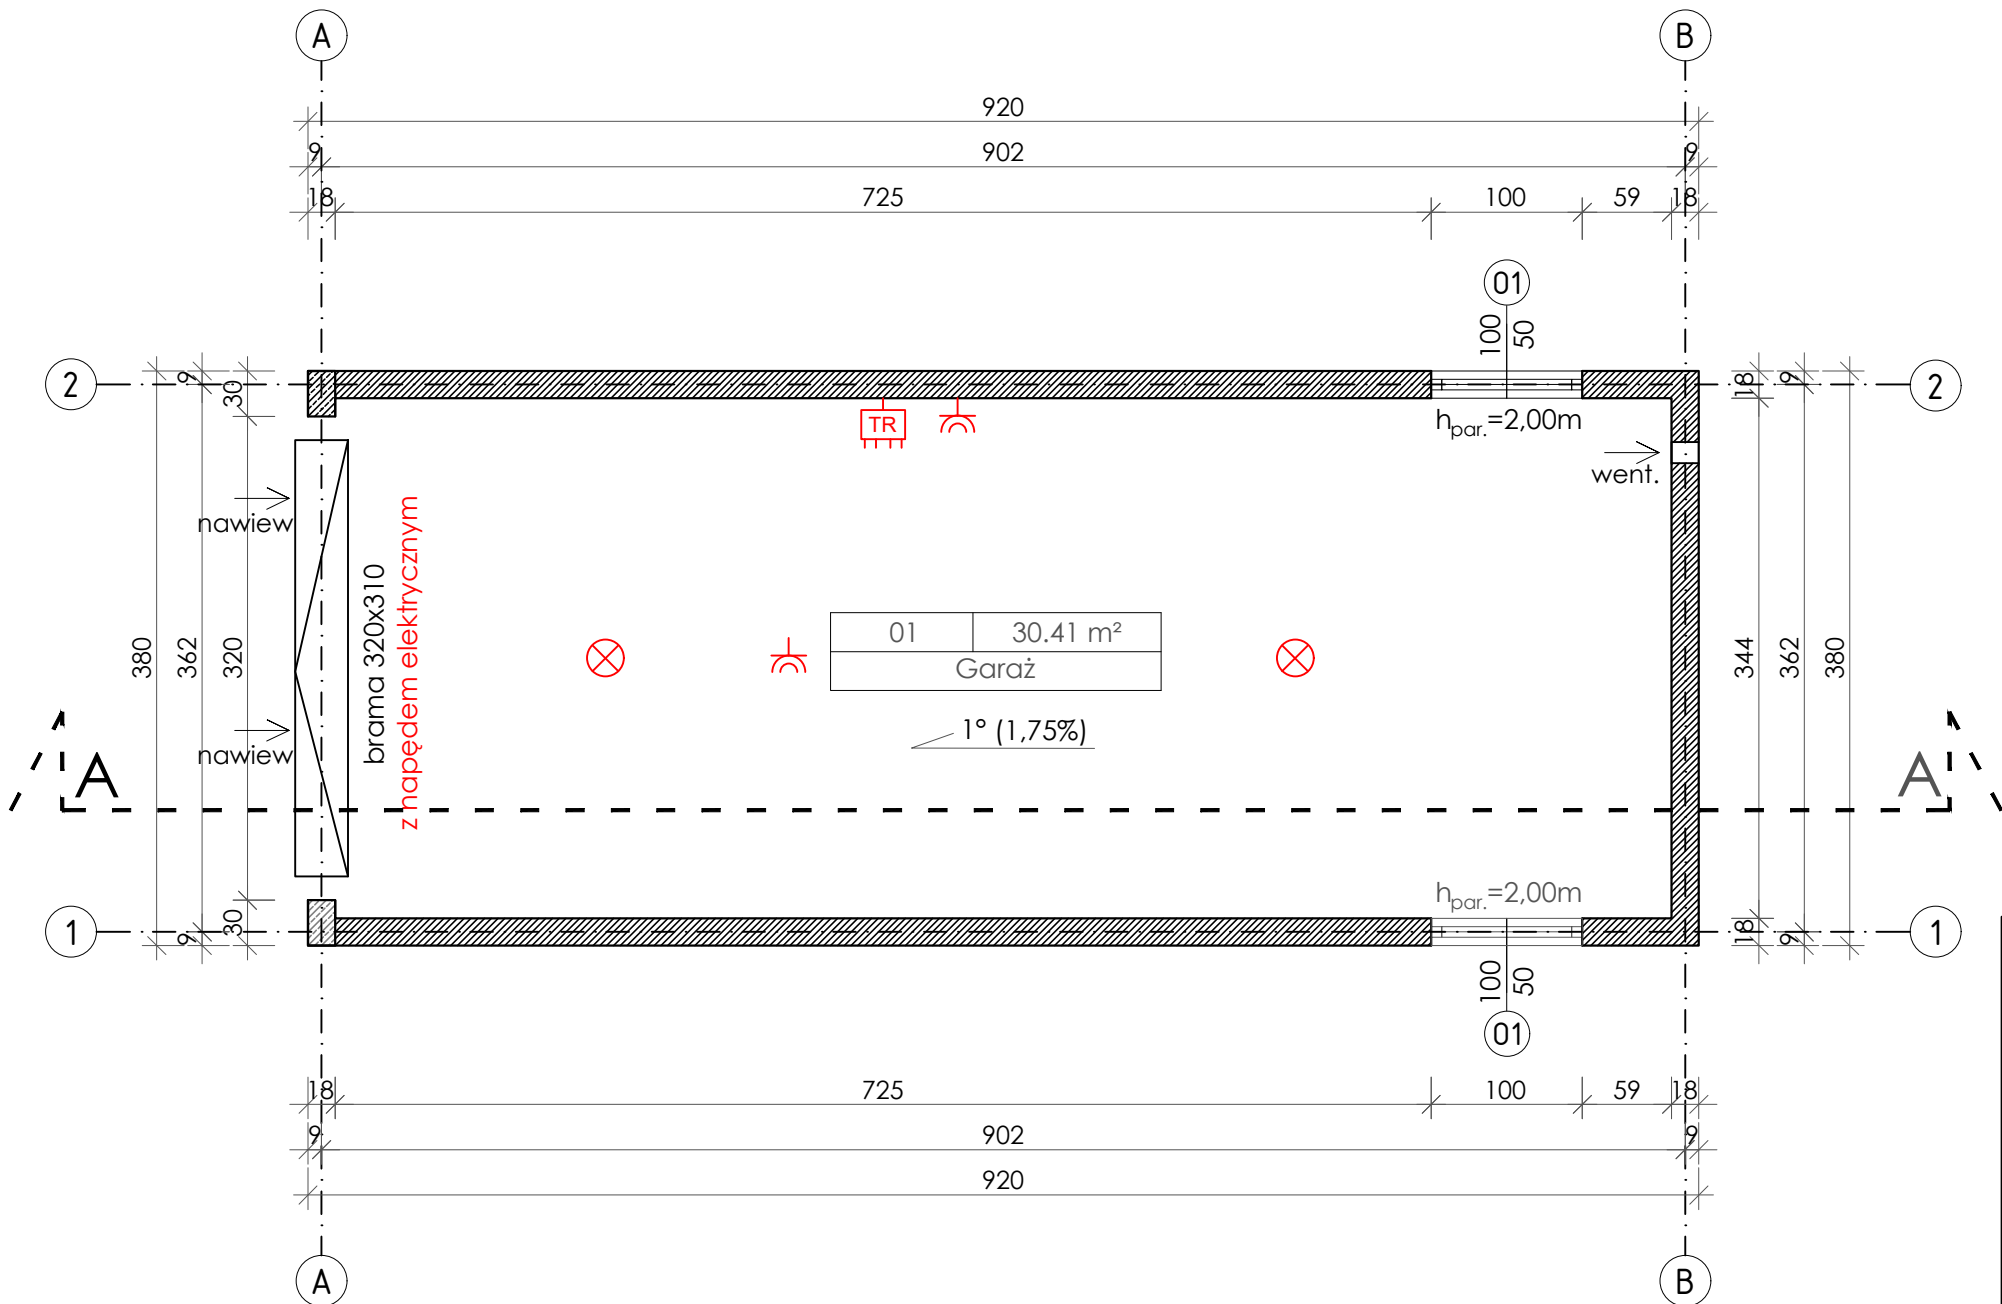 A
B
920
9
902
9
18
725
100
59
18
01
100
50
2
2
9
30
18
9
TR
h par.=2,00m
went.
nawiew
brama 320x310
z napędem elektrycznym
01
30.41 m²
Garaż
380
362
320
344
362
380
1° (1,75%)
nawiew
A
A
h par.=2,00m
1
1
9
30
18
9
100
50
01
18
725
100
59
18
9
902
9
920
A
B